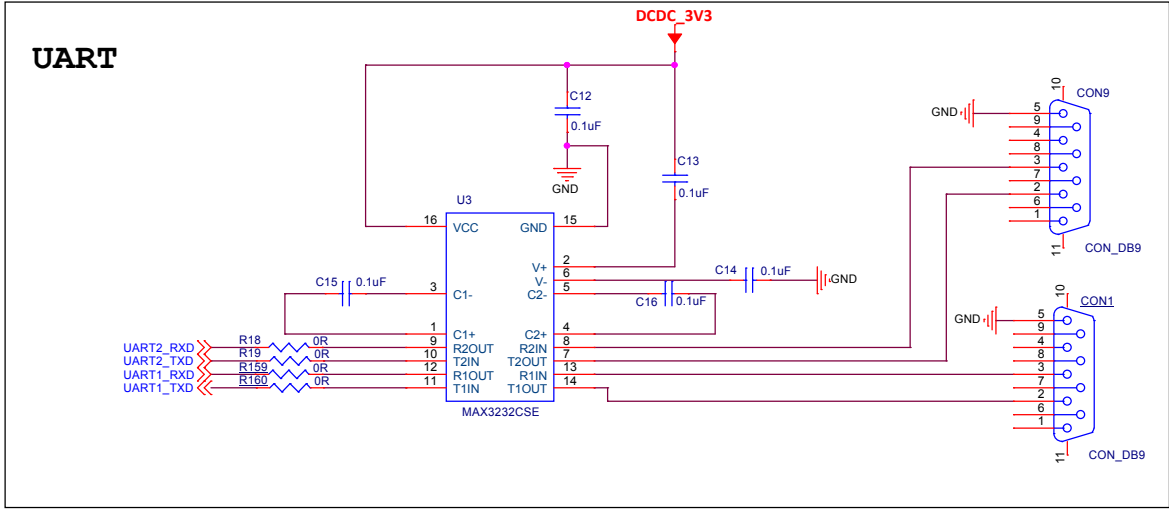 DCDC_3V3
UART
C12
0.1uF
GND
C13
0.1uF
U3
16 VCC GND 15
V+ 2
V- 6
3 C1- C2- 5
1 C1+ C2+ 4
9 R2OUT R2IN 8
10 T2IN T2OUT 7
12 R1OUT R1IN 13
11 T1IN T1OUT 14
MAX3232CSE
C15 0.1uF
C14 0.1uF
GND
C16 0.1uF
UART2_RXD R18 0R
UART2_TXD R19 0R
UART1_RXD R159 0R
UART1_TXD R160 0R
10
CON9
GND 5
9
4
8
3
7
2
6
1
11
CON_DB9
10
CON1
GND 5
9
4
8
3
7
2
6
1
11
CON_DB9